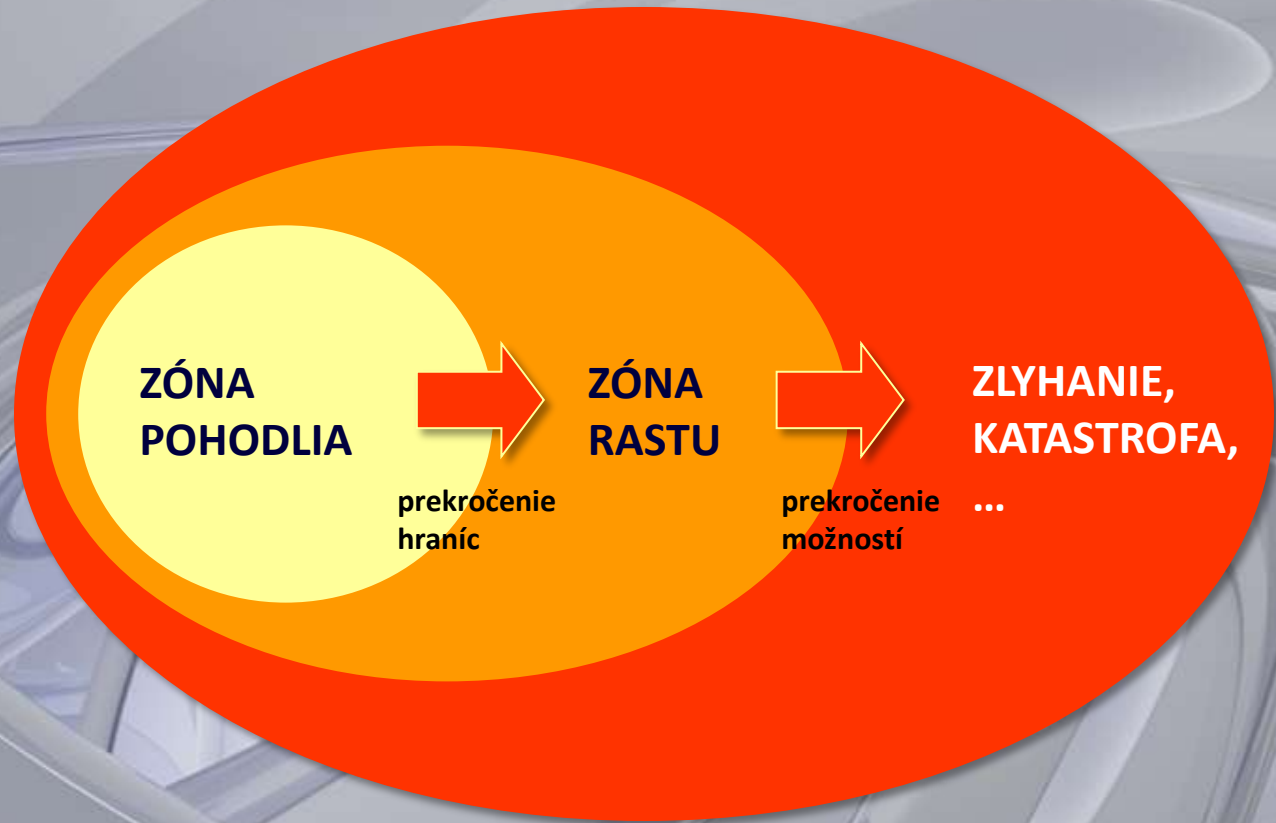 ZÓNA
POHODLIA
prekročenie
hraníc
ZÓNA
RASTU
prekročenie
možností
ZLYHANIE,
KATASTROFA,
...